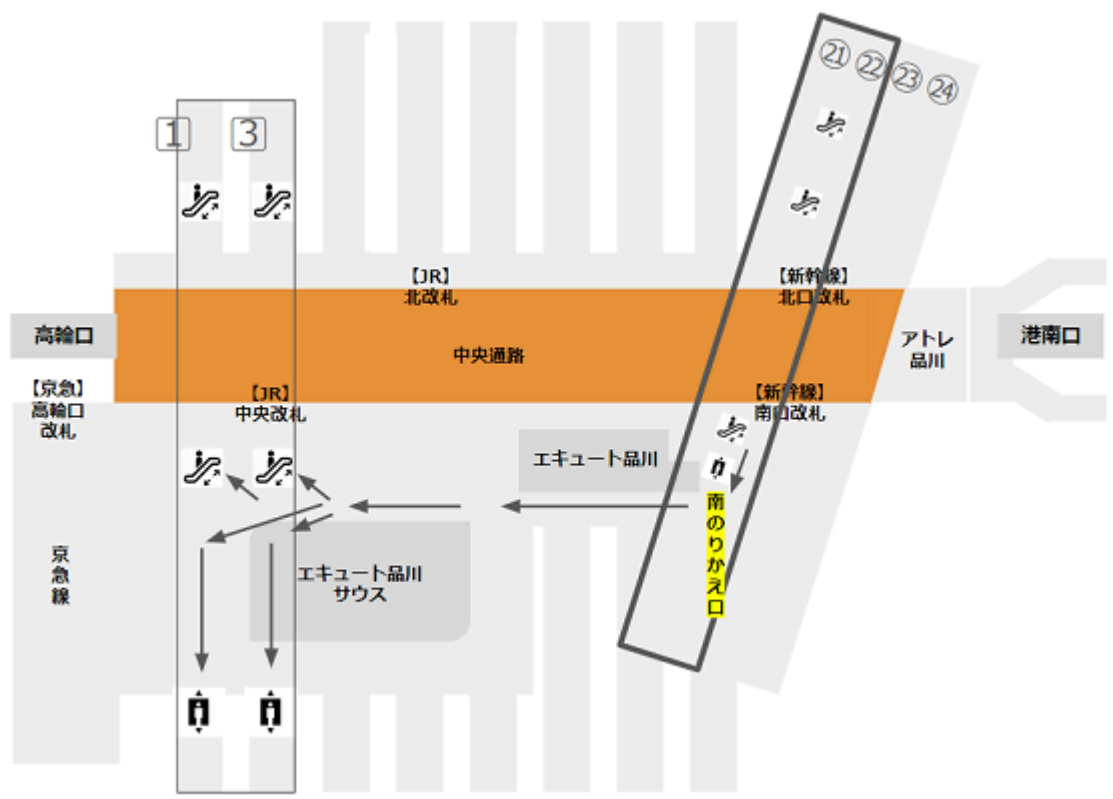 ㉑ ㉒ ㉓ ㉔
1 3
【JR】
北改札
【新幹線】
北口改札
高輪口
中央通路
アトレ
品川
港南口
【京急】
高輪口
改札
【JR】
中央改札
【新幹線】
南口改札
エキュート品川
南のりかえ口
京急線
エキュート品川
サウス